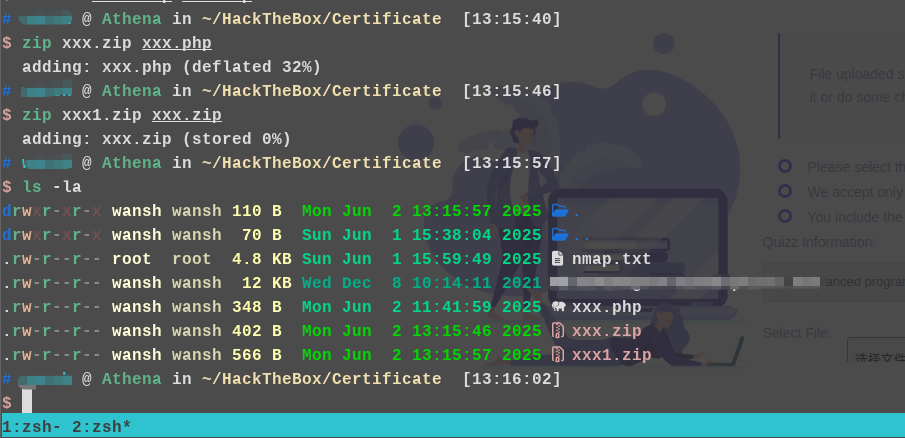 # @ Athena in ~/HackTheBox/Certificate [13:15:40]
$ zip xxx.zip xxx.php
adding: xxx.php (deflated 32%)
# @ Athena in ~/HackTheBox/Certificate [13:15:46]
$ zip xxx1.zip xxx.zip
adding: xxx.zip (stored 0%)
# @ Athena in ~/HackTheBox/Certificate [13:15:57]
$ ls -la
drwxr-xr-x wansh wansh 110 B Mon Jun 2 13:15:57 2025 .
drwxr-xr-x wansh wansh 70 B Sun Jun 1 15:38:04 2025 ..
.rw-r--r-- root root 4.8 KB Sun Jun 1 15:59:49 2025 nmap.txt
.rw-r--r-- wansh wansh 12 KB Wed Dec 8 10:14:11 2021
.rw-r--r-- wansh wansh 348 B Mon Jun 2 11:41:59 2025 xxx.php
.rw-r--r-- wansh wansh 402 B Mon Jun 2 13:15:46 2025 xxx.zip
.rw-r--r-- wansh wansh 566 B Mon Jun 2 13:15:57 2025 xxx1.zip
# @ Athena in ~/HackTheBox/Certificate [13:16:02]
$
1:zsh- 2:zsh*
File uploaded s
it or do some cl
Please select th
We accept only
You include the
Quizz Information:
anced progra
Select File:
选择文件